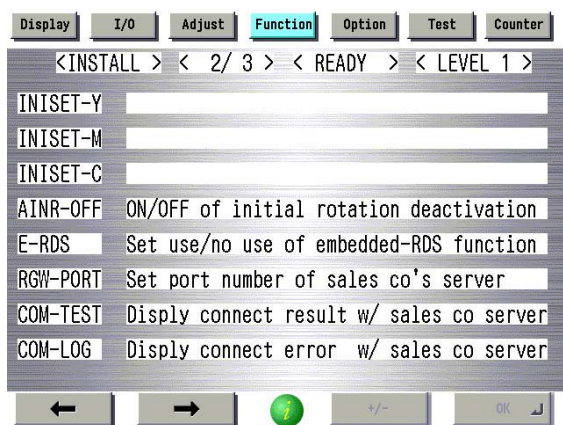 Display I/O Adjust Function Option Test Counter
<INSTALL > < 2/ 3 > < READY > < LEVEL 1 >
INISET-Y
INISET-M
INISET-C
AINR-OFF ON/OFF of initial rotation deactivation
E-RDS Set use/no use of embedded-RDS function
RGW-PORT Set port number of sales co's server
COM-TEST Disply connect result w/ sales co server
COM-LOG Disply connect error w/ sales co server
← → i +/- OK